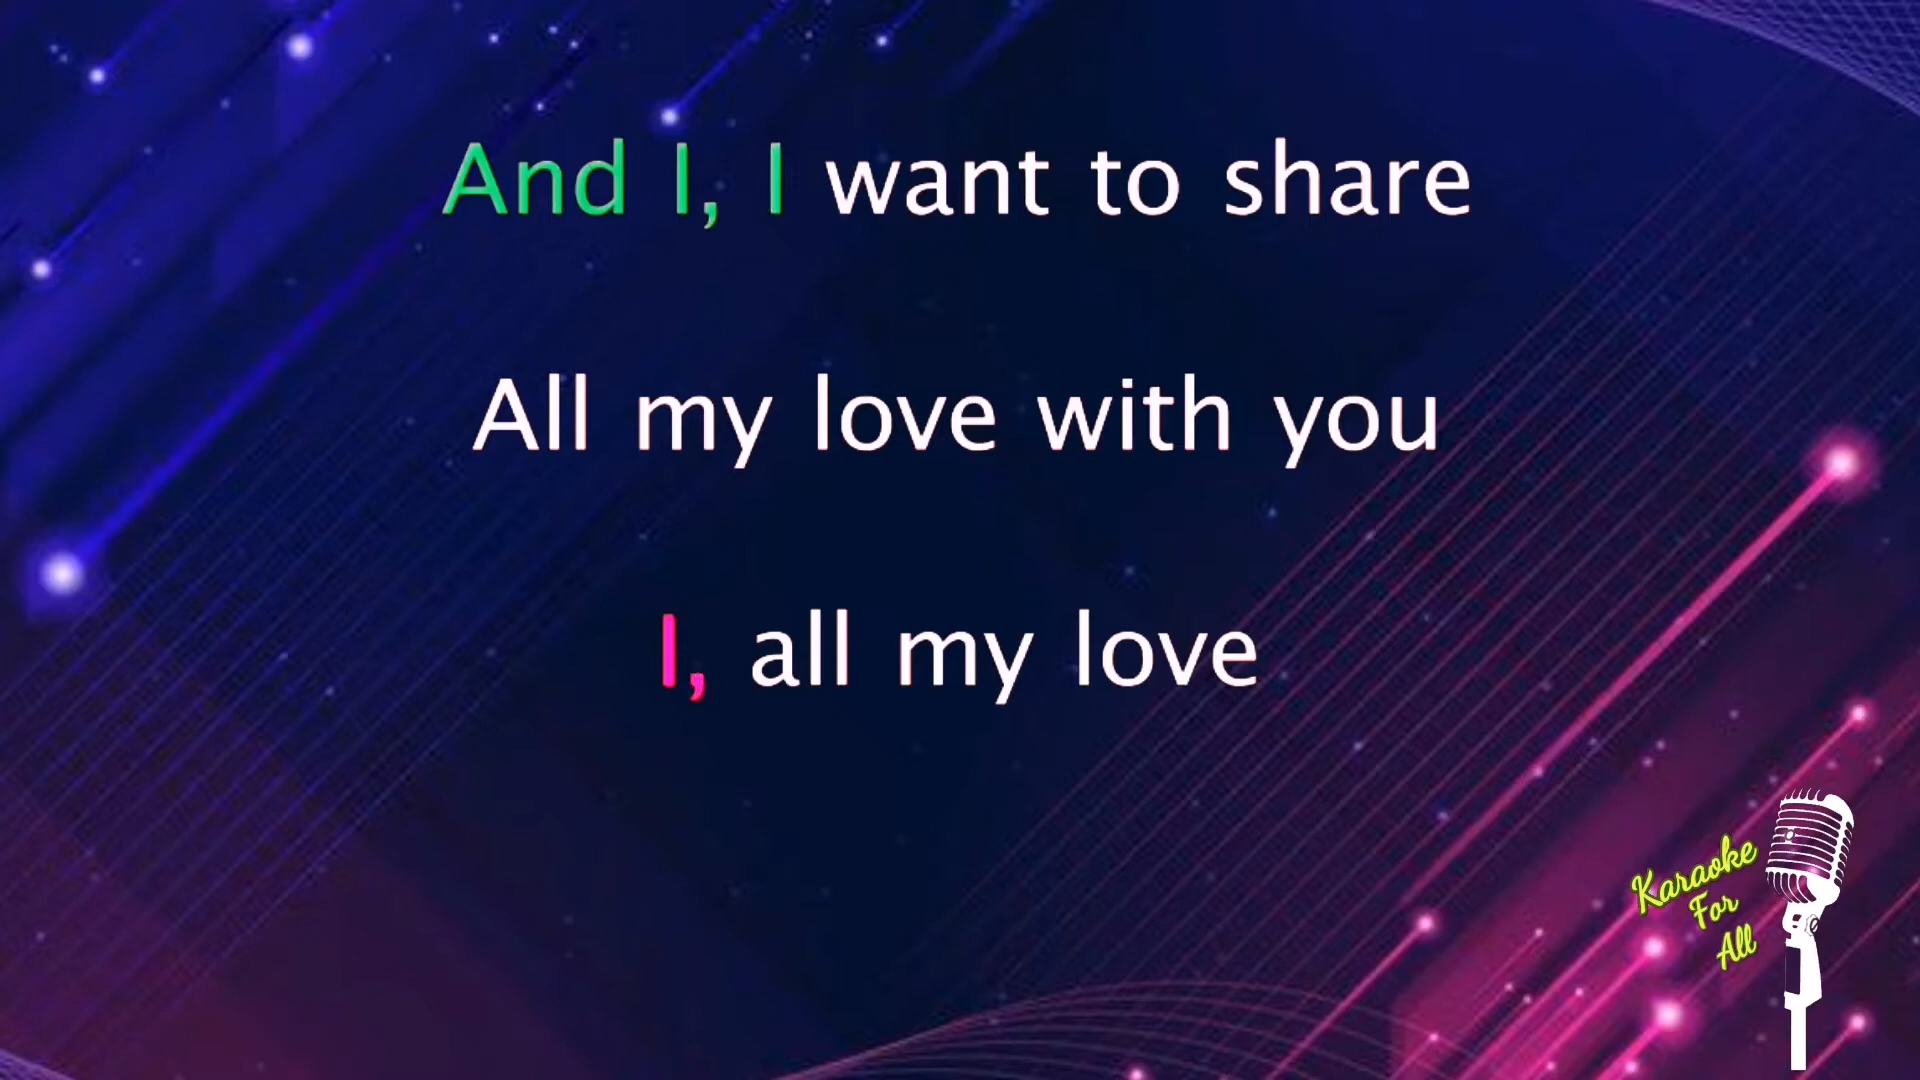 And I, I want to share
All my love with you
I, all my love
Karaoke
For
All